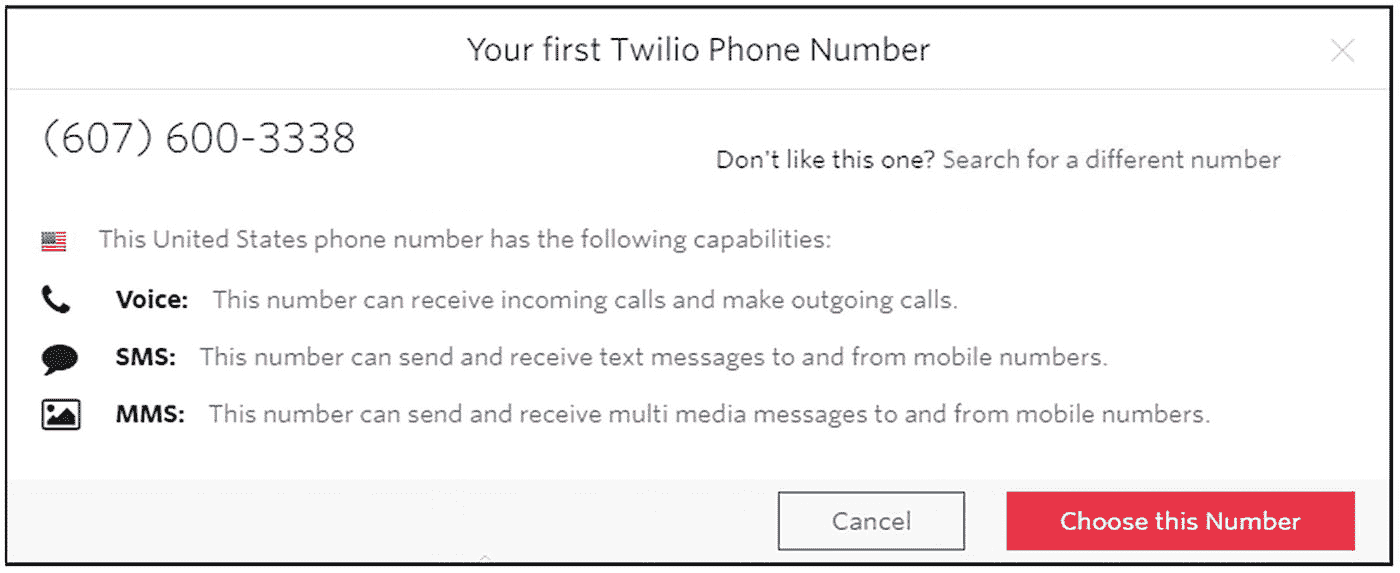 Your first Twilio Phone Number
(607) 600-3338
Don't like this one? Search for a different number
This United States phone number has the following capabilities:
Voice: This number can receive incoming calls and make outgoing calls.
SMS: This number can send and receive text messages to and from mobile numbers.
MMS: This number can send and receive multi media messages to and from mobile numbers.
Cancel
Choose this Number